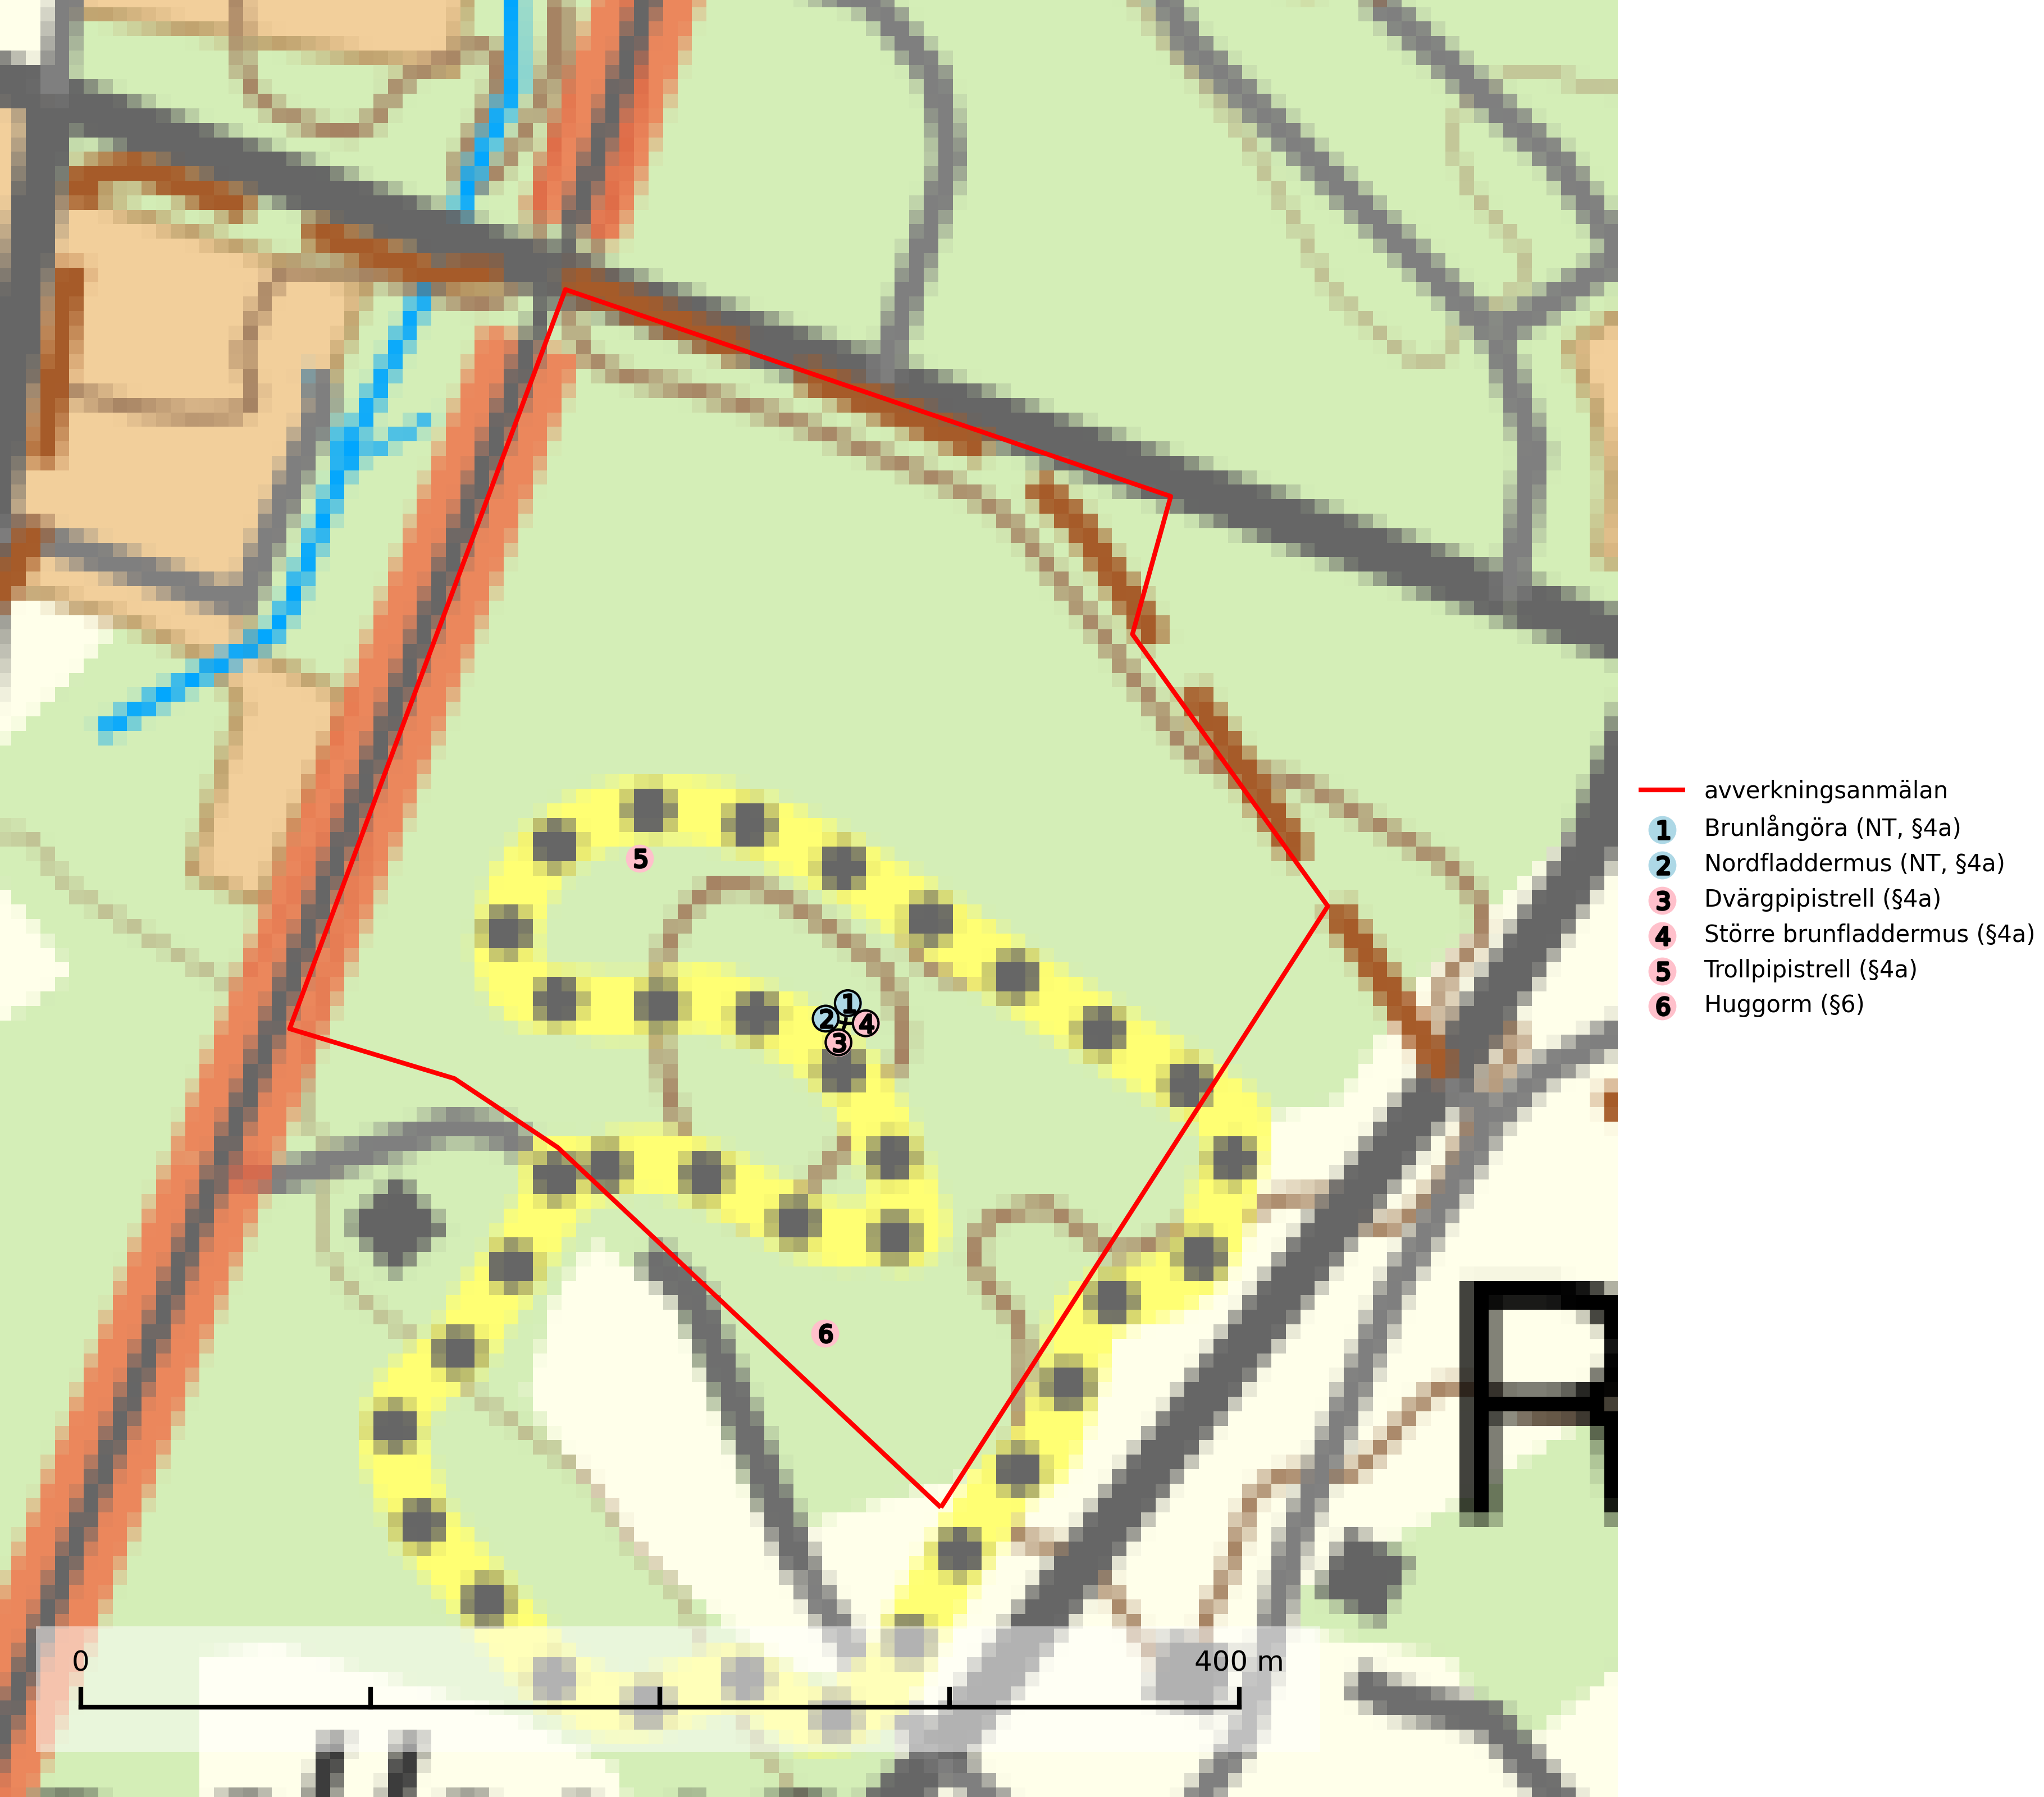 avverkningsanmälan
1 Brunlångöra (NT, §4a)
2 Nordfladdermus (NT, §4a)
3 Dvärgpipistrell (§4a)
4 Större brunfladdermus (§4a)
5 Trollpipistrell (§4a)
6 Huggorm (§6)
5
1
2
4
3
6
R
0
400 m